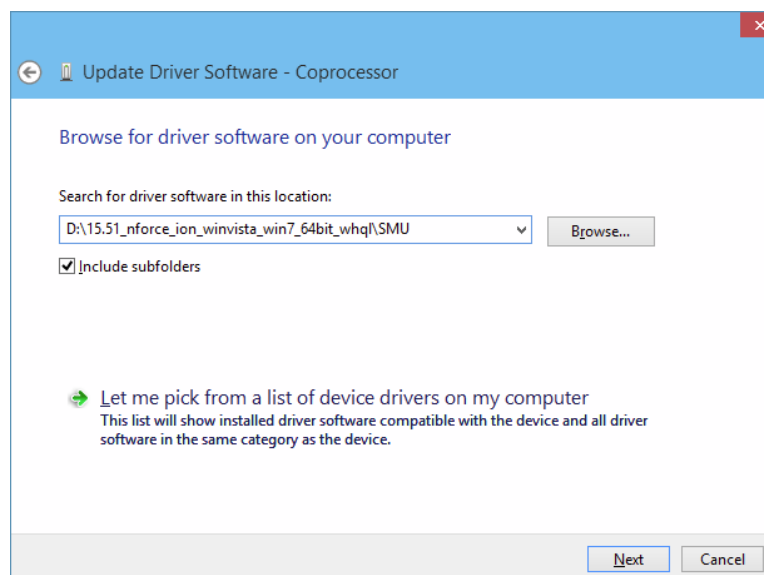 Update Driver Software - Coprocessor
Browse for driver software on your computer
Search for driver software in this location:
D:\15.51_nforce_ion_winvista_win7_64bit_whql\SMU
Browse...
Include subfolders
Let me pick from a list of device drivers on my computer
This list will show installed driver software compatible with the device and all driver
software in the same category as the device.
Next
Cancel